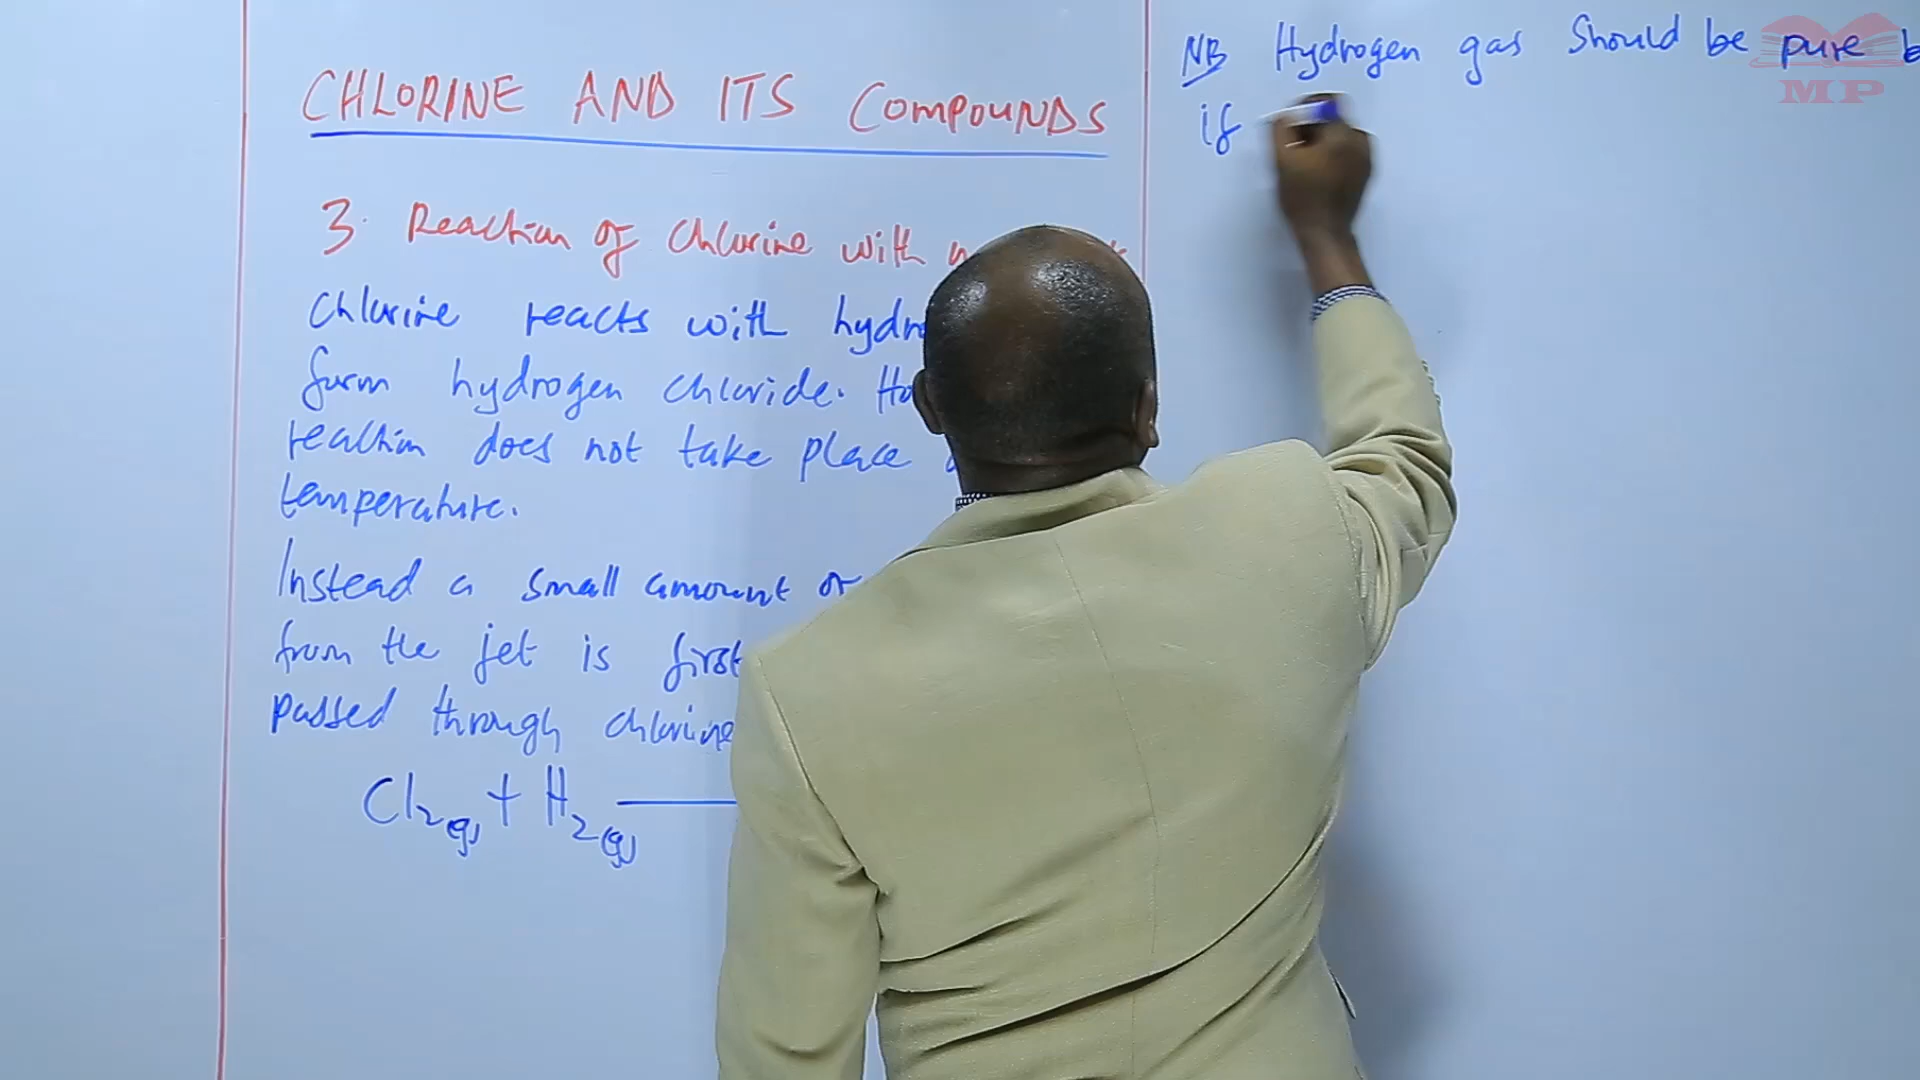 CHLORINE AND ITS COMPOUNDS
3. Reaction of chlorine with
Chlorine reacts with
form hydrogen chloride.
reaction does not take place
temperature.
Instead a small amount of
from the jet is first
passed through chlorine
Cl2(g) + H2(g)
NB Hydrogen gas should be pure
if
MP